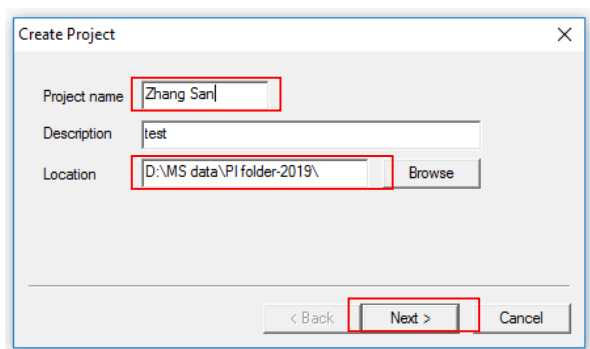 Create Project
Project name Zhang San
Description test
Location D:\MS data\PI folder-2019\ Browse
< Back Next > Cancel